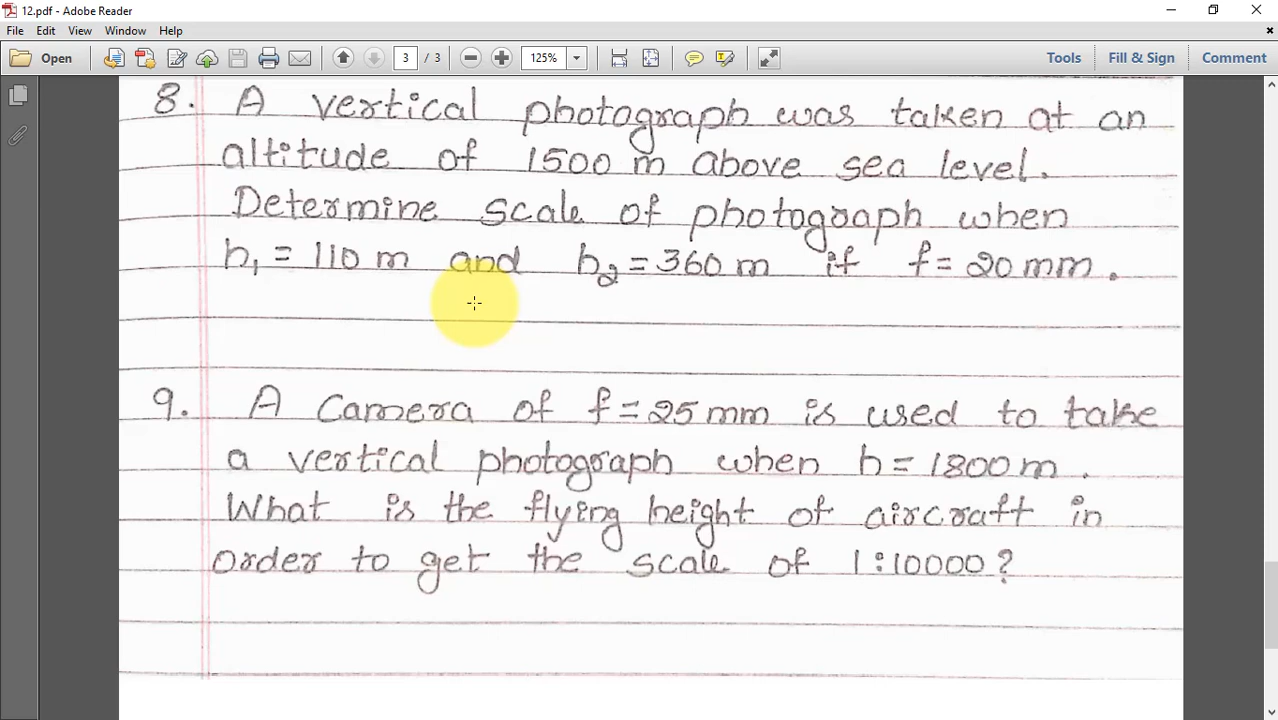 12.pdf - Adobe Reader
File Edit View Window Help
Open 3 / 3 125% Tools Fill & Sign Comment
8. A vertical photograph was taken at an
altitude of 1500 m above sea level.
Determine scale of photograph when
h₁ = 110 m and h₂ = 360 m if f = 20 mm.
9. A Camera of f = 25 mm is used to take
a vertical photograph when h = 1800 m.
What is the flying height of aircraft in
order to get the scale of 1:10000?